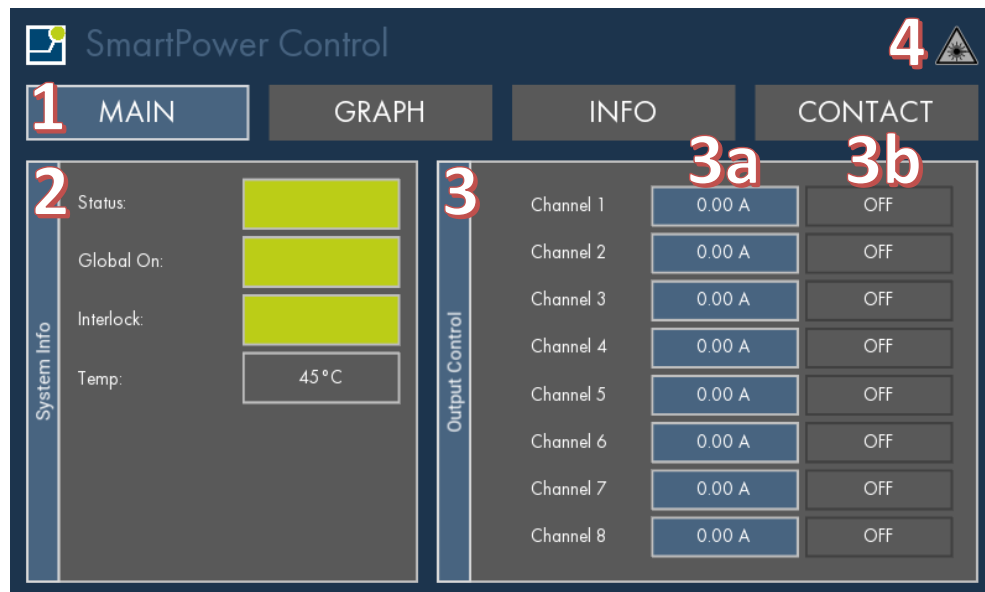 SmartPower Control
4
1
MAIN
GRAPH
INFO
CONTACT
2
System Info
Status:
Global On:
Interlock:
Temp:
45°C
3
Output Control
3a
3b
Channel 1 0.00 A OFF
Channel 2 0.00 A OFF
Channel 3 0.00 A OFF
Channel 4 0.00 A OFF
Channel 5 0.00 A OFF
Channel 6 0.00 A OFF
Channel 7 0.00 A OFF
Channel 8 0.00 A OFF